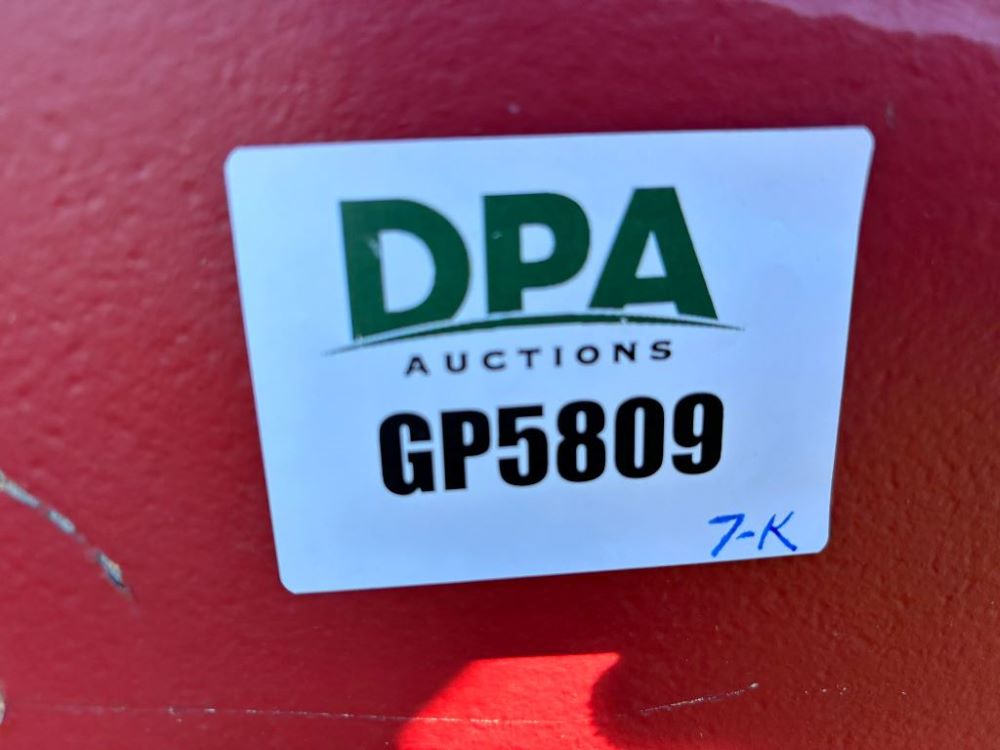 DPA
AUCTIONS
GP5809
7-K